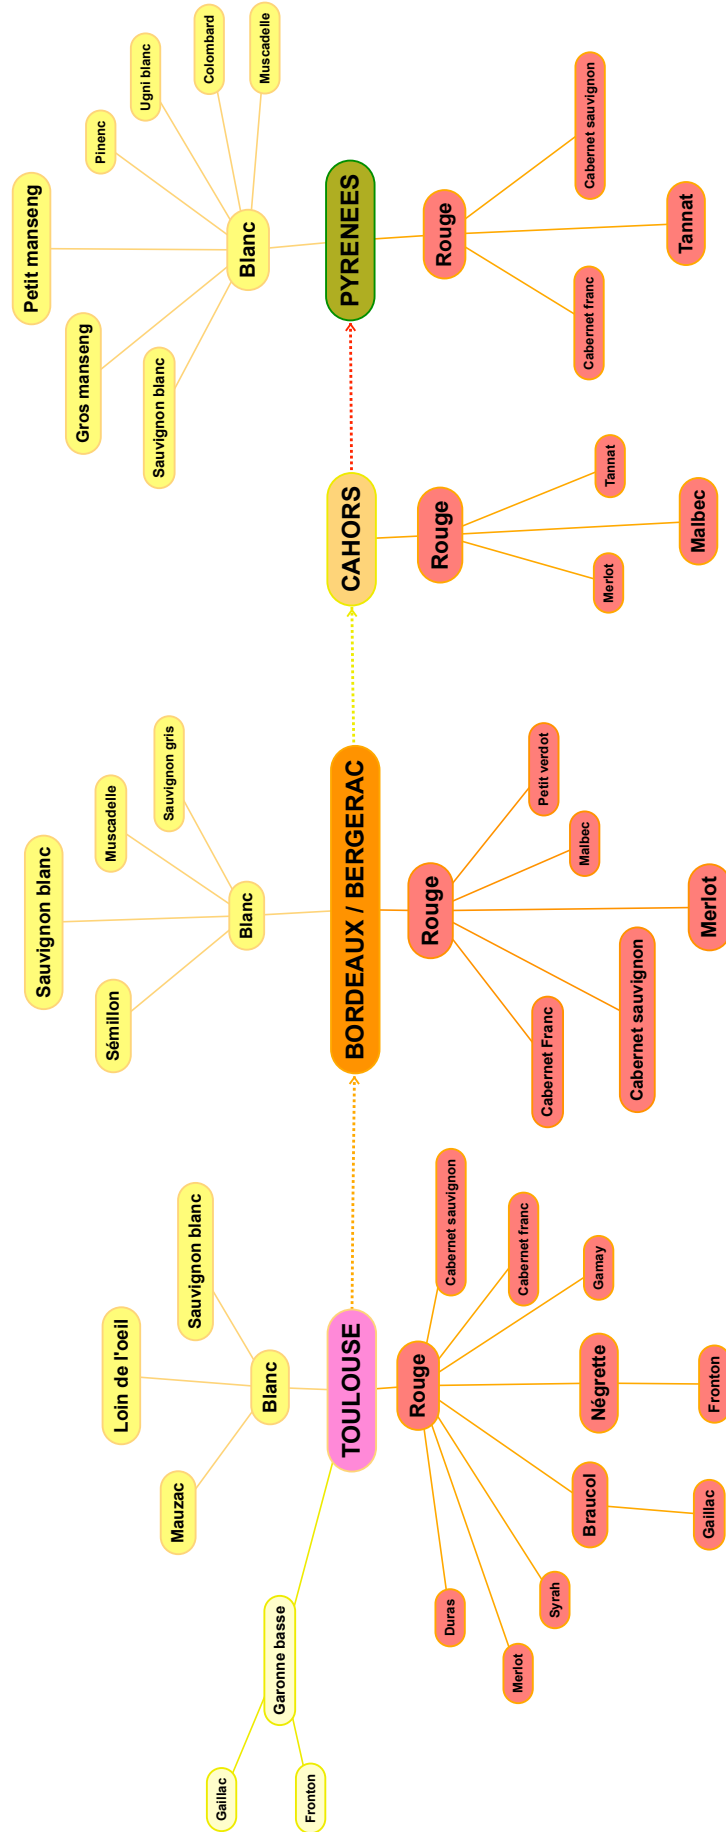 Gaillac
Fronton
Garonne basse
TOULOUSE
Blanc
Mauzac
Loin de l'oeil
Sauvignon blanc
Rouge
Duras
Merlot
Syrah
Braucol
Gaillac
Négrette
Fronton
Gamay
Cabernet franc
Cabernet sauvignon
BORDEAUX / BERGERAC
Blanc
Sémillon
Sauvignon blanc
Muscadelle
Sauvignon gris
Rouge
Cabernet Franc
Cabernet sauvignon
Merlot
Malbec
Petit verdot
CAHORS
Rouge
Merlot
Malbec
Tannat
PYRENEES
Blanc
Sauvignon blanc
Gros manseng
Petit manseng
Pinenc
Ugni blanc
Colombard
Muscadelle
Rouge
Cabernet franc
Tannat
Cabernet sauvignon